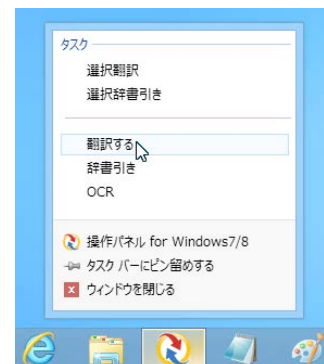 タスク
選択翻訳
選択辞書引き
翻訳する
辞書引き
OCR
操作パネル for Windows7/8
タスク バーにピン留めする
ウィンドウを閉じる